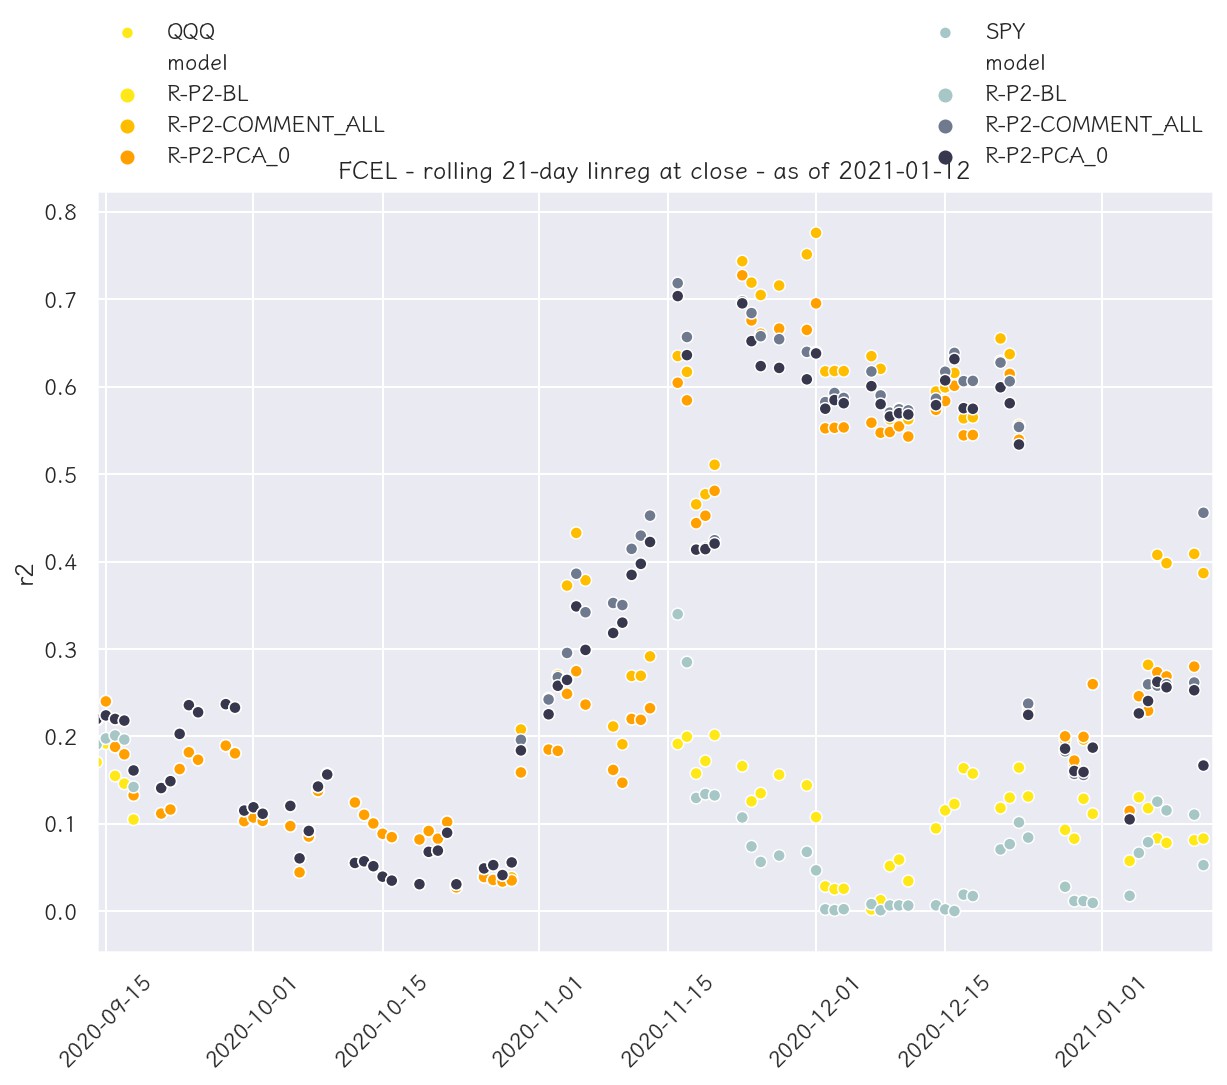 QQQ
model
R-P2-BL
R-P2-COMMENT_ALL
R-P2-PCA_0
SPY
model
R-P2-BL
R-P2-COMMENT_ALL
R-P2-PCA_0
FCEL - rolling 21-day linreg at close - as of 2021-01-12
r2
0.8
0.7
0.6
0.5
0.4
0.3
0.2
0.1
0.0
2020-09-15
2020-10-01
2020-10-15
2020-11-01
2020-11-15
2020-12-01
2020-12-15
2021-01-01